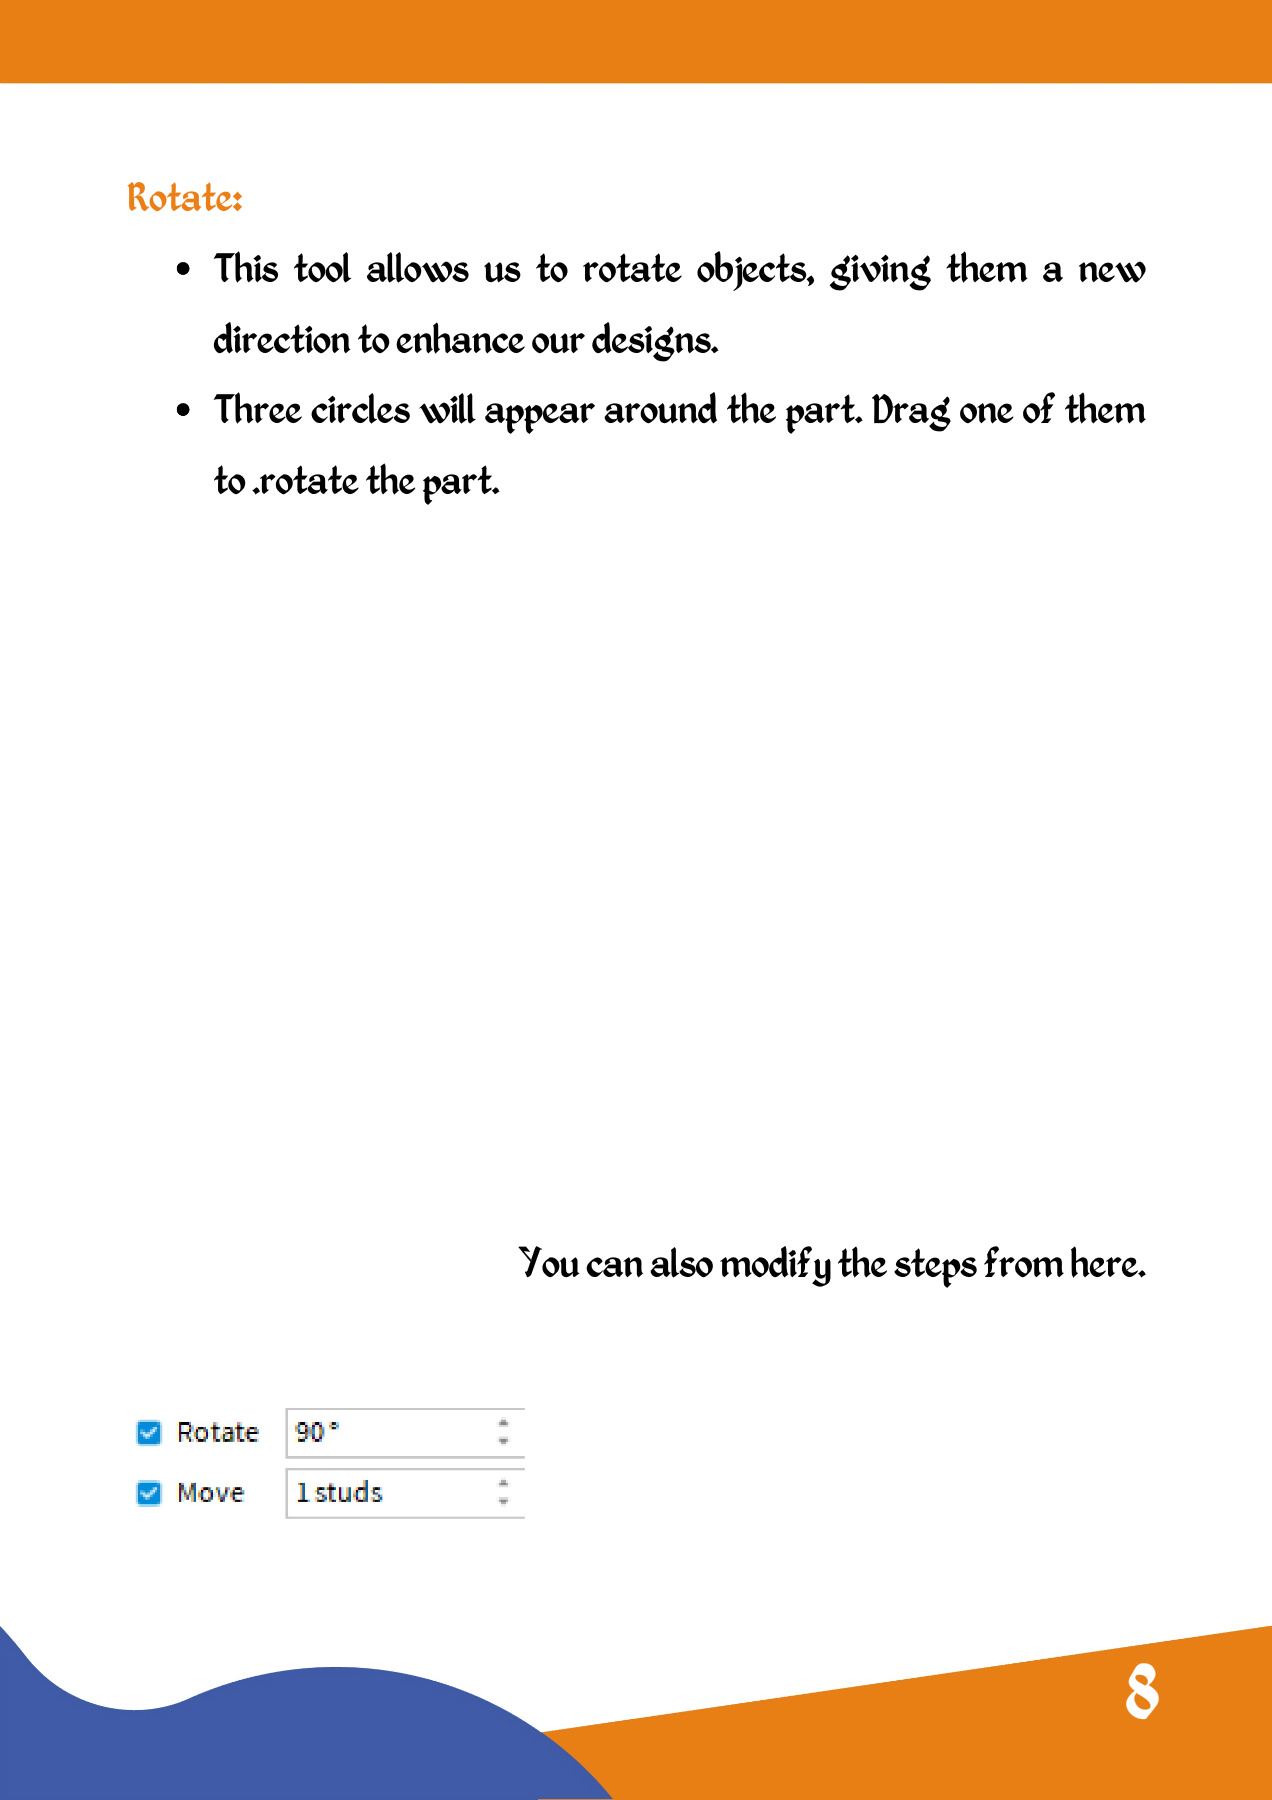 Rotate:
• This tool allows us to rotate objects, giving them a new
direction to enhance our designs.
• Three circles will appear around the part. Drag one of them
to .rotate the part.
You can also modify the steps from here.
Rotate 90°
Move 1 studs
8